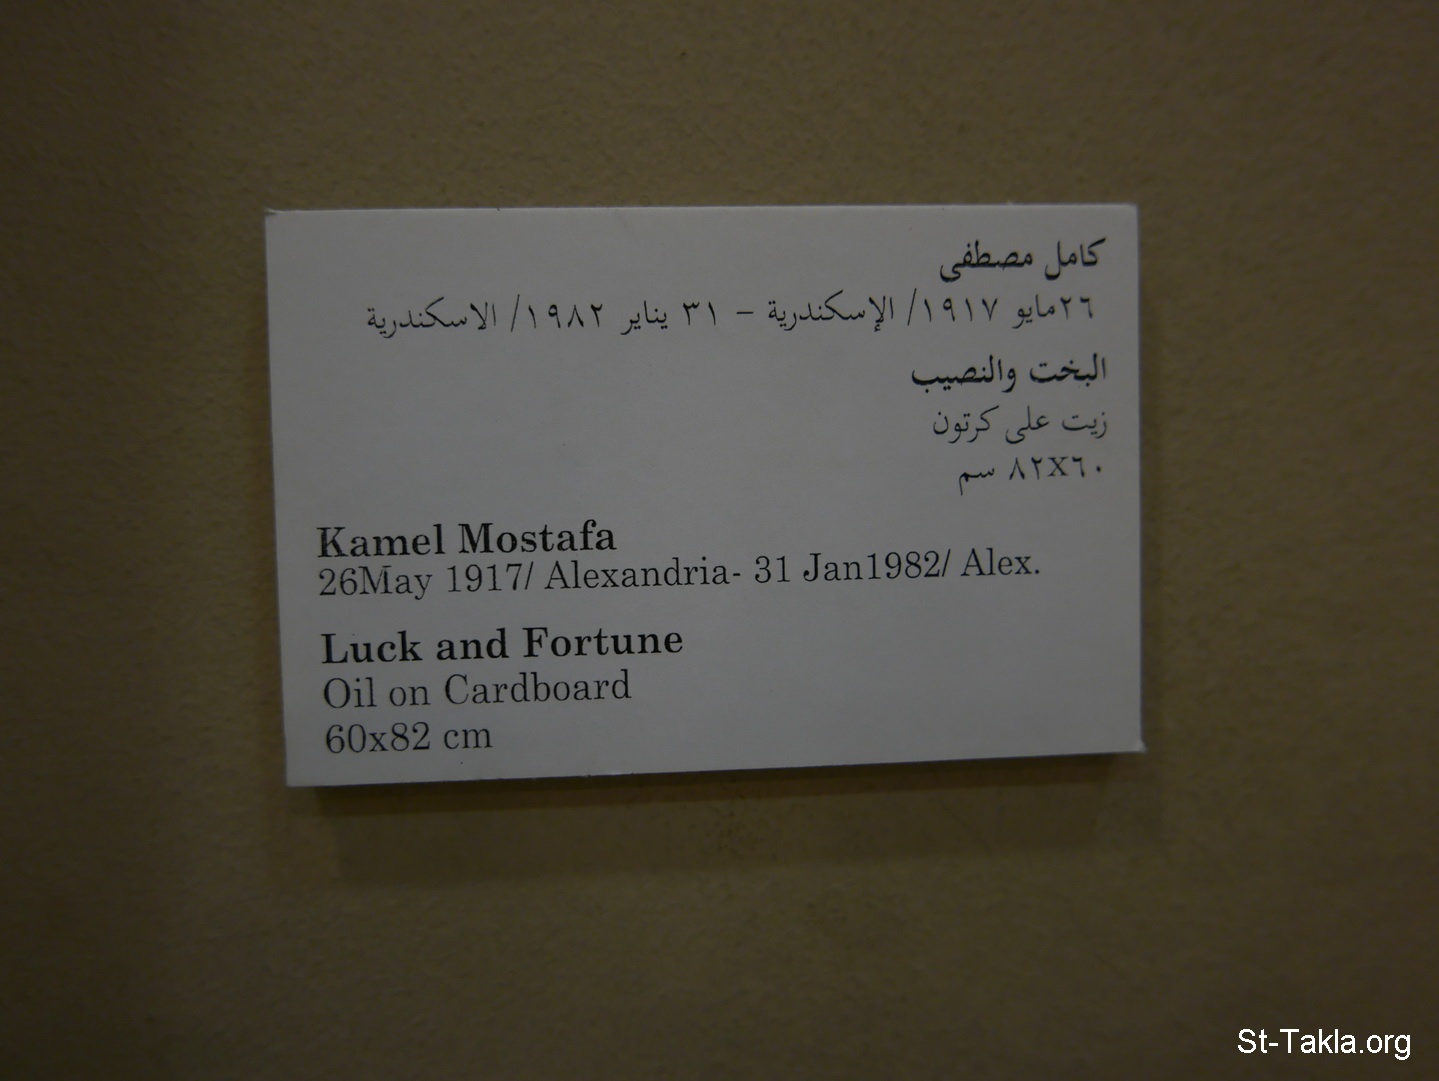 كامل مصطفى
٢٦مايو ١٩١٧/ الإسكندرية – ٣١ يناير ١٩٨٢/ الاسكندرية
البخت والنصيب
زيت على كرتون
٨٢X٦٠ سم
Kamel Mostafa
26May 1917/ Alexandria- 31 Jan1982/ Alex.
Luck and Fortune
Oil on Cardboard
60x82 cm
St-Takla.org